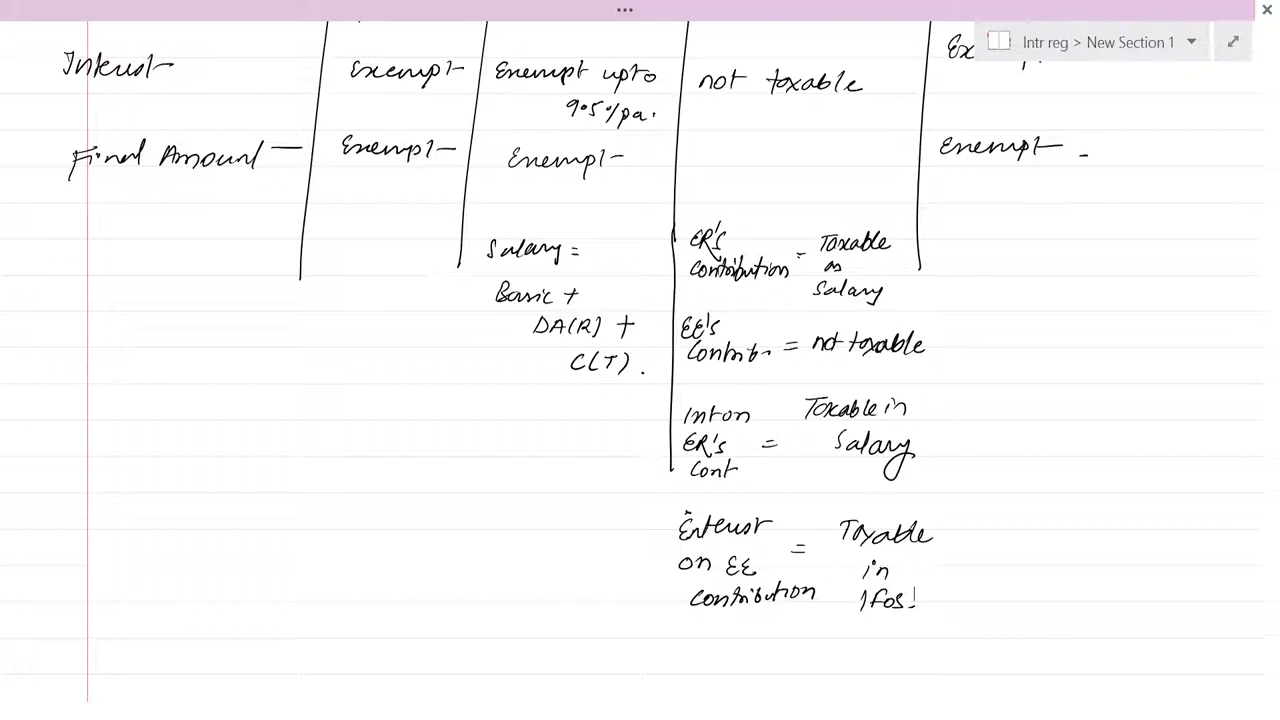 Intr reg > New Section 1
Interest
Exempt
Exempt upto
9.5%pa.
not taxable
Final Amount
Exempt
Exempt
Exempt
Salary =
Basic +
DA(R) +
C(T).
ER's
Contribution = Taxable
as
Salary
EE's
Contribn = not taxable
Int on
ER's =
Cont
Taxable in
Salary
Interest
on EE
contribution
= Taxable
in
IFOS!